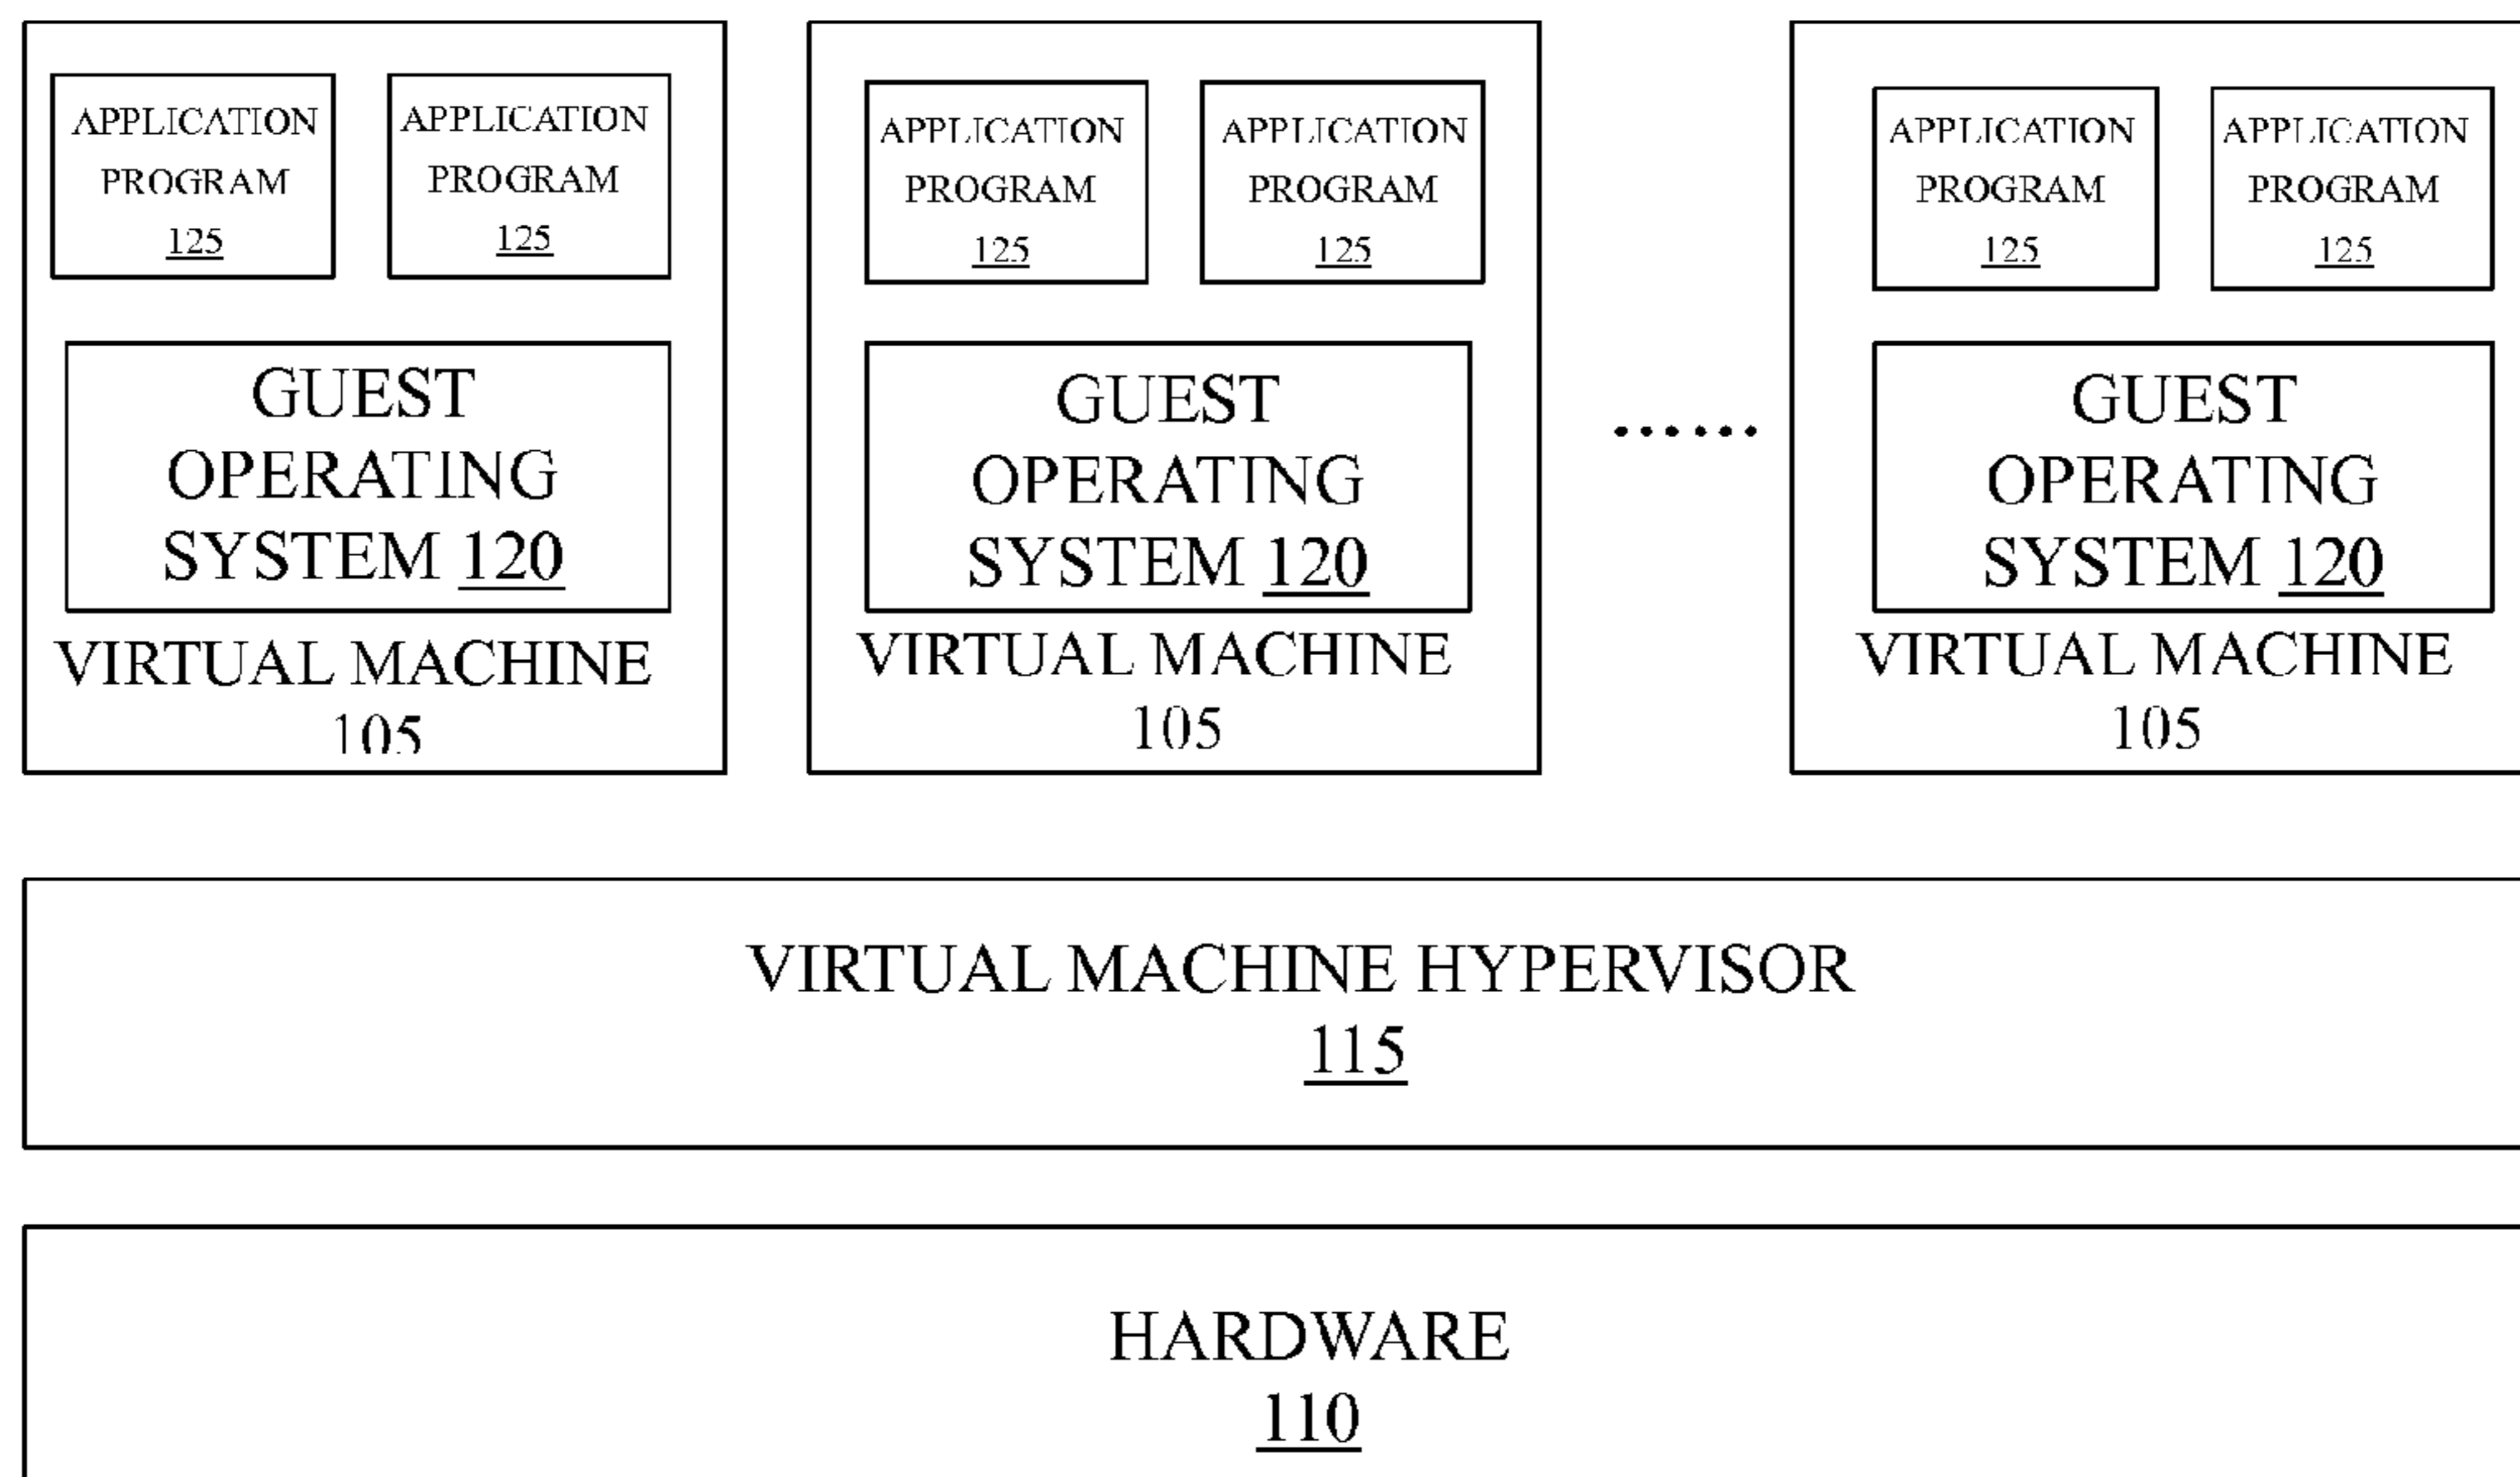 APPLICATION
PROGRAM
125
APPLICATION
PROGRAM
125
GUEST
OPERATING
SYSTEM 120
VIRTUAL MACHINE
105
APPLICATION
PROGRAM
125
APPLICATION
PROGRAM
125
GUEST
OPERATING
SYSTEM 120
VIRTUAL MACHINE
105
......
APPLICATION
PROGRAM
125
APPLICATION
PROGRAM
125
GUEST
OPERATING
SYSTEM 120
VIRTUAL MACHINE
105
VIRTUAL MACHINE HYPERVISOR
115
HARDWARE
110